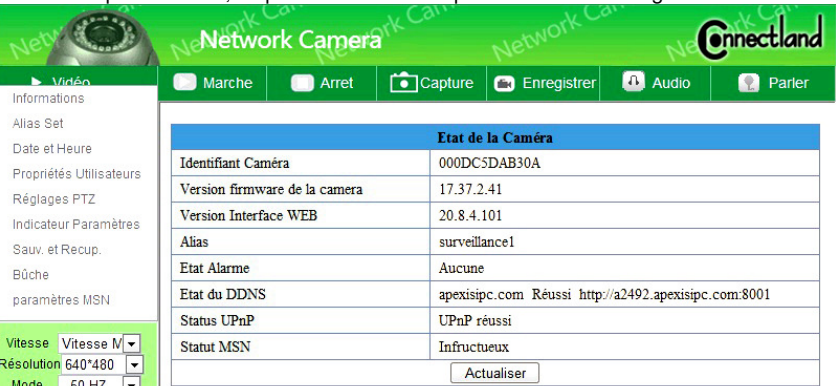 Network Camera
Connectland
Vidéo
Marche
Arret
Capture
Enregistrer
Audio
Parler
Informations
Alias Set
Date et Heure
Propriétés Utilisateurs
Réglages PTZ
Indicateur Paramètres
Sauv. et Recup.
Bûche
paramètres MSN
Vitesse Vitesse M
Résolution 640*480
Mode 50 HZ
Etat de la Caméra
Identifiant Caméra 000DC5DAB30A
Version firmware de la camera 17.37.2.41
Version Interface WEB 20.8.4.101
Alias surveillance1
Etat Alarme Aucune
Etat du DDNS apexisipc.com Réussi http://a2492.apexisipc.com:8001
Status UPnP UPnP réussi
Statut MSN Infructueux
Actualiser